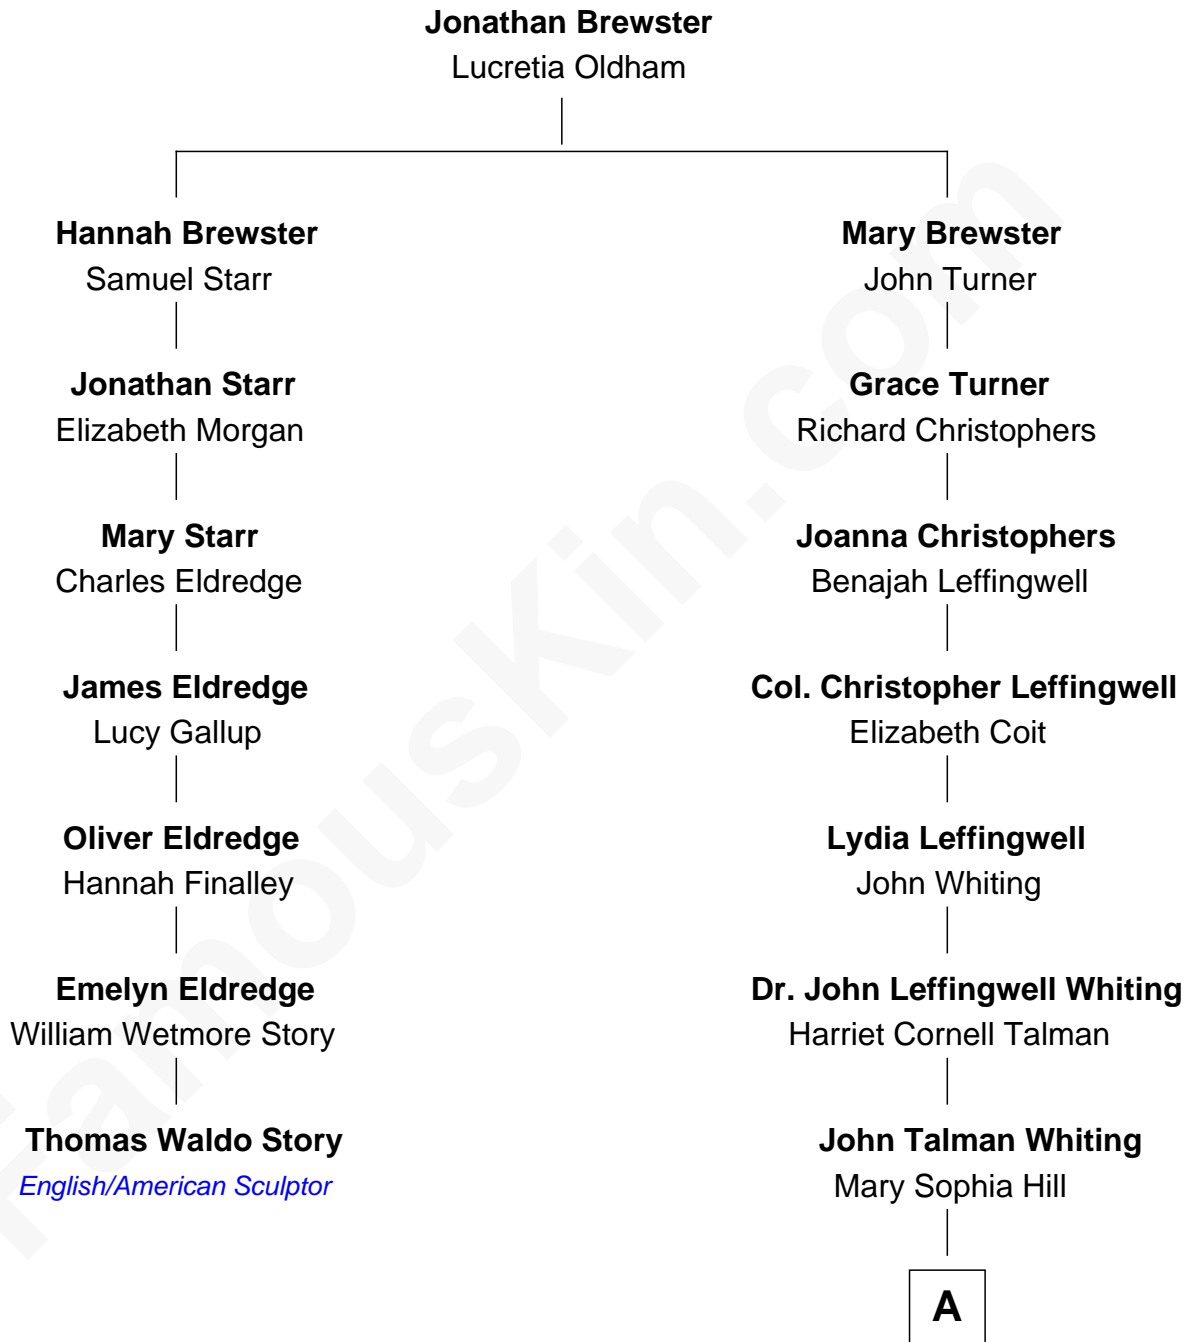 Jonathan Brewster
Lucretia Oldham
Hannah Brewster
Samuel Starr
Mary Brewster
John Turner
Jonathan Starr
Elizabeth Morgan
Grace Turner
Richard Christophers
Mary Starr
Charles Eldredge
Joanna Christophers
Benajah Leffingwell
James Eldredge
Lucy Gallup
Col. Christopher Leffingwell
Elizabeth Coit
Oliver Eldredge
Hannah Finalley
Lydia Leffingwell
John Whiting
Emelyn Eldredge
William Wetmore Story
Dr. John Leffingwell Whiting
Harriet Cornell Talman
Thomas Waldo Story
English/American Sculptor
John Talman Whiting
Mary Sophia Hill
A
FamousKin.com